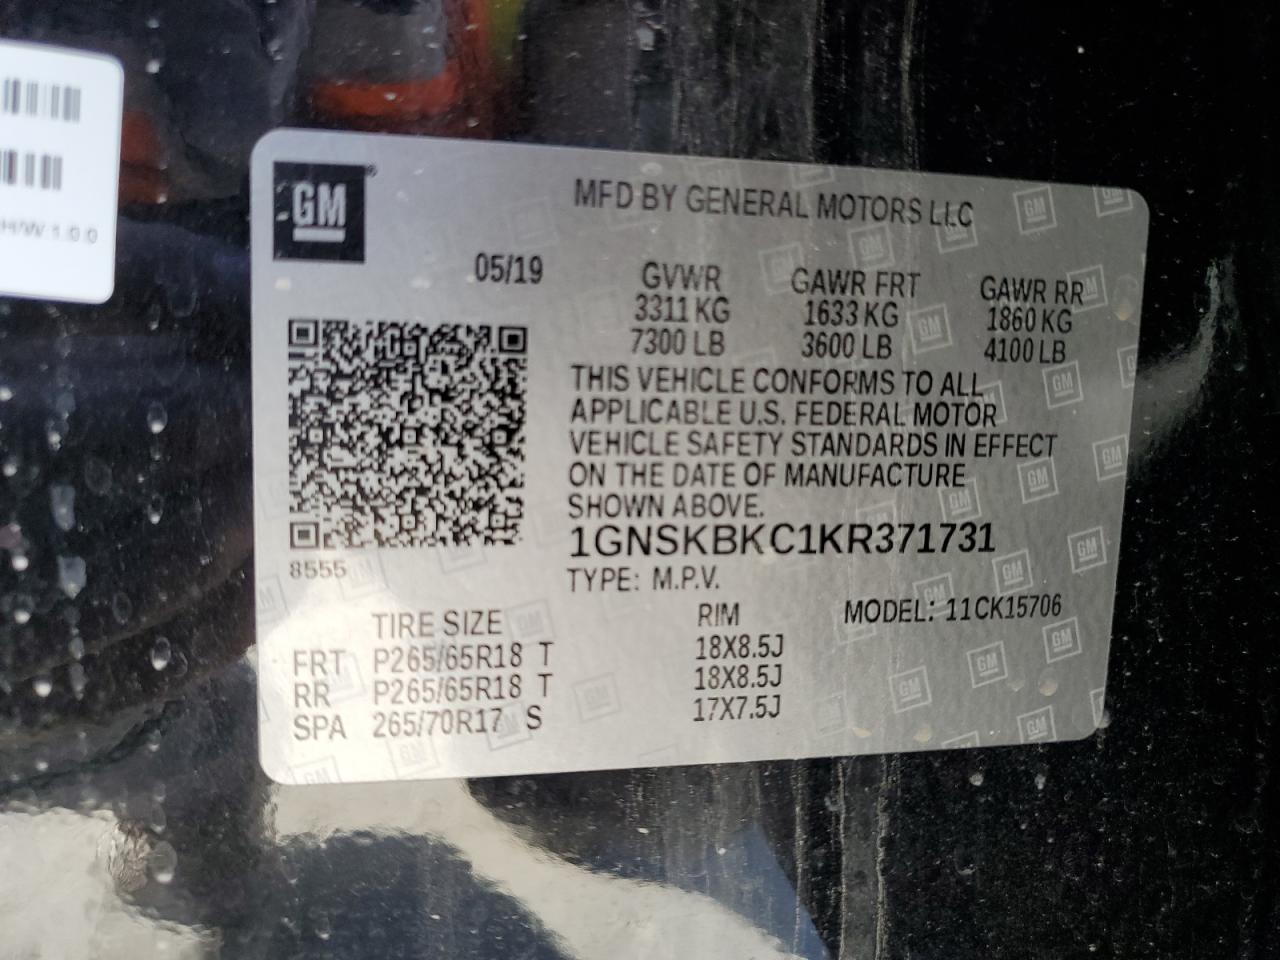 H/W:1.0.0
GM®
MFD BY GENERAL MOTORS LLC
05/19
GVWR GAWR FRT GAWR RR
3311 KG 1633 KG 1860 KG
7300 LB 3600 LB 4100 LB
THIS VEHICLE CONFORMS TO ALL
APPLICABLE U.S. FEDERAL MOTOR
VEHICLE SAFETY STANDARDS IN EFFECT
ON THE DATE OF MANUFACTURE
SHOWN ABOVE.
1GNSKBKC1KR371731
8555
TYPE: M.P.V.
TIRE SIZE RIM MODEL: 11CK15706
FRT P265/65R18 T 18X8.5J
RR P265/65R18 T 18X8.5J
SPA 265/70R17 S 17X7.5J